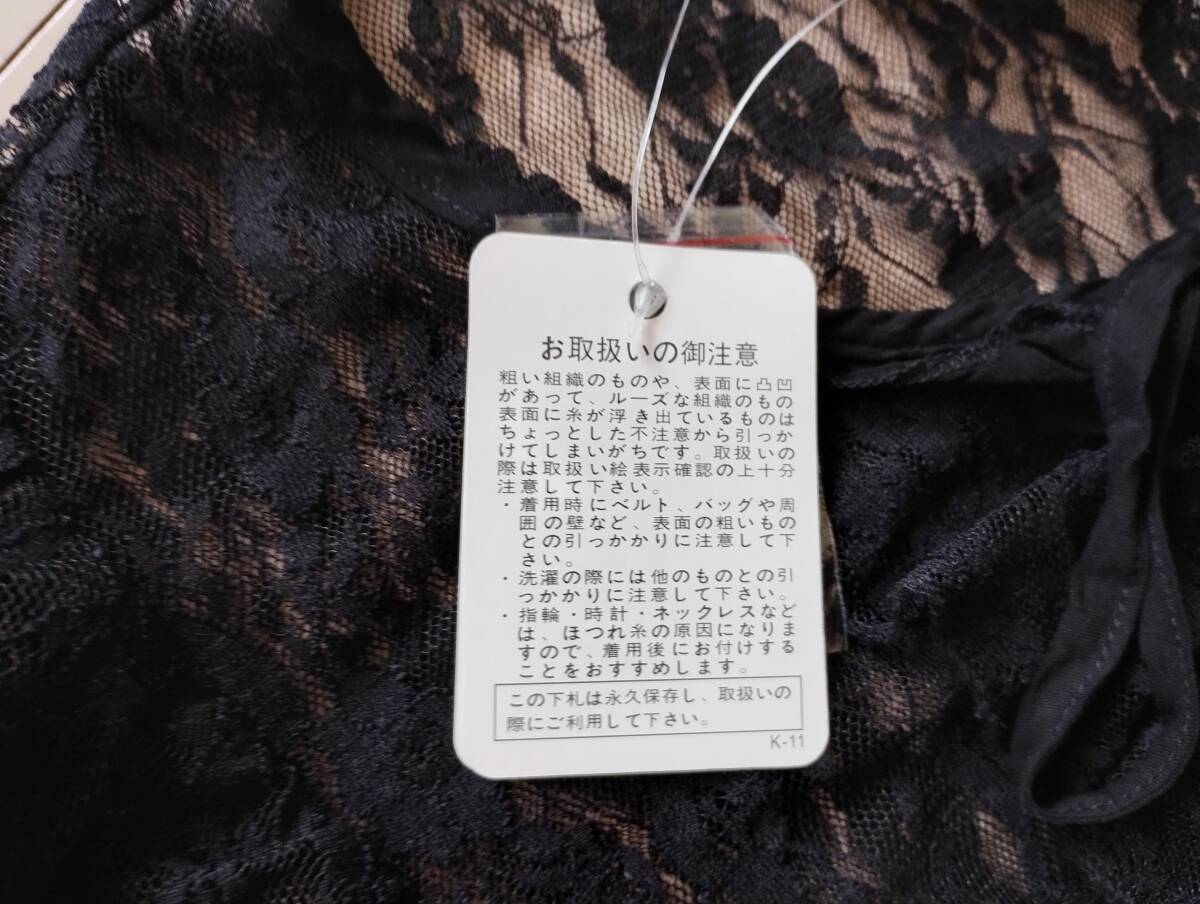 お取扱いの御注意
粗い組織のものや、表面に凸凹
があって、ルーズな組織のもの
表面に糸が浮き出ているものは
ちょっとした不注意から引っか
けてしまいがちです。取扱いの
際は取扱い絵表示確認の上十分
注意して下さい。
・着用時にベルト、バッグや周
囲の壁など、表面の粗いもの
との引っかかりに注意して下
さい。
・洗濯の際には他のものとの引
っかかりに注意して下さい。
・指輪・時計・ネックレスなど
は、ほつれ糸の原因になりま
すので、着用後にお付けする
ことをおすすめします。
この下札は永久保存し、取扱いの
際にご利用して下さい。
K-11